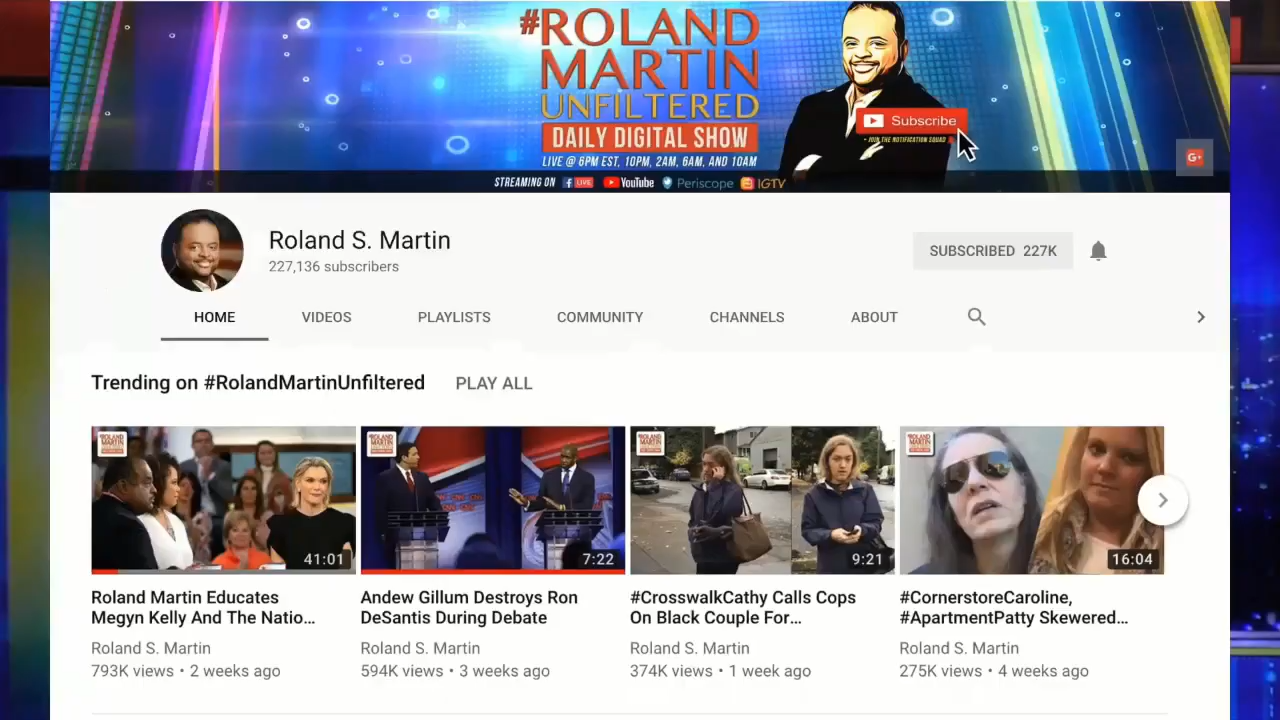 #ROLAND
MARTIN
UNFILTERED
DAILY DIGITAL SHOW
LIVE @ 6PM EST, 10PM, 2AM, 6AM, AND 10AM
STREAMING ON LIVE YouTube Periscope IGTV
Subscribe
- JOIN THE NOTIFICATION SQUAD
G+
Roland S. Martin
227,136 subscribers
SUBSCRIBED 227K
HOME VIDEOS PLAYLISTS COMMUNITY CHANNELS ABOUT
Trending on #RolandMartinUnfiltered PLAY ALL
41:01
Roland Martin Educates
Megyn Kelly And The Natio...
Roland S. Martin
793K views • 2 weeks ago
7:22
Andew Gillum Destroys Ron
DeSantis During Debate
Roland S. Martin
594K views • 3 weeks ago
9:21
#CrosswalkCathy Calls Cops
On Black Couple For...
Roland S. Martin
374K views • 1 week ago
16:04
#CornerstoreCaroline,
#ApartmentPatty Skewered...
Roland S. Martin
275K views • 4 weeks ago